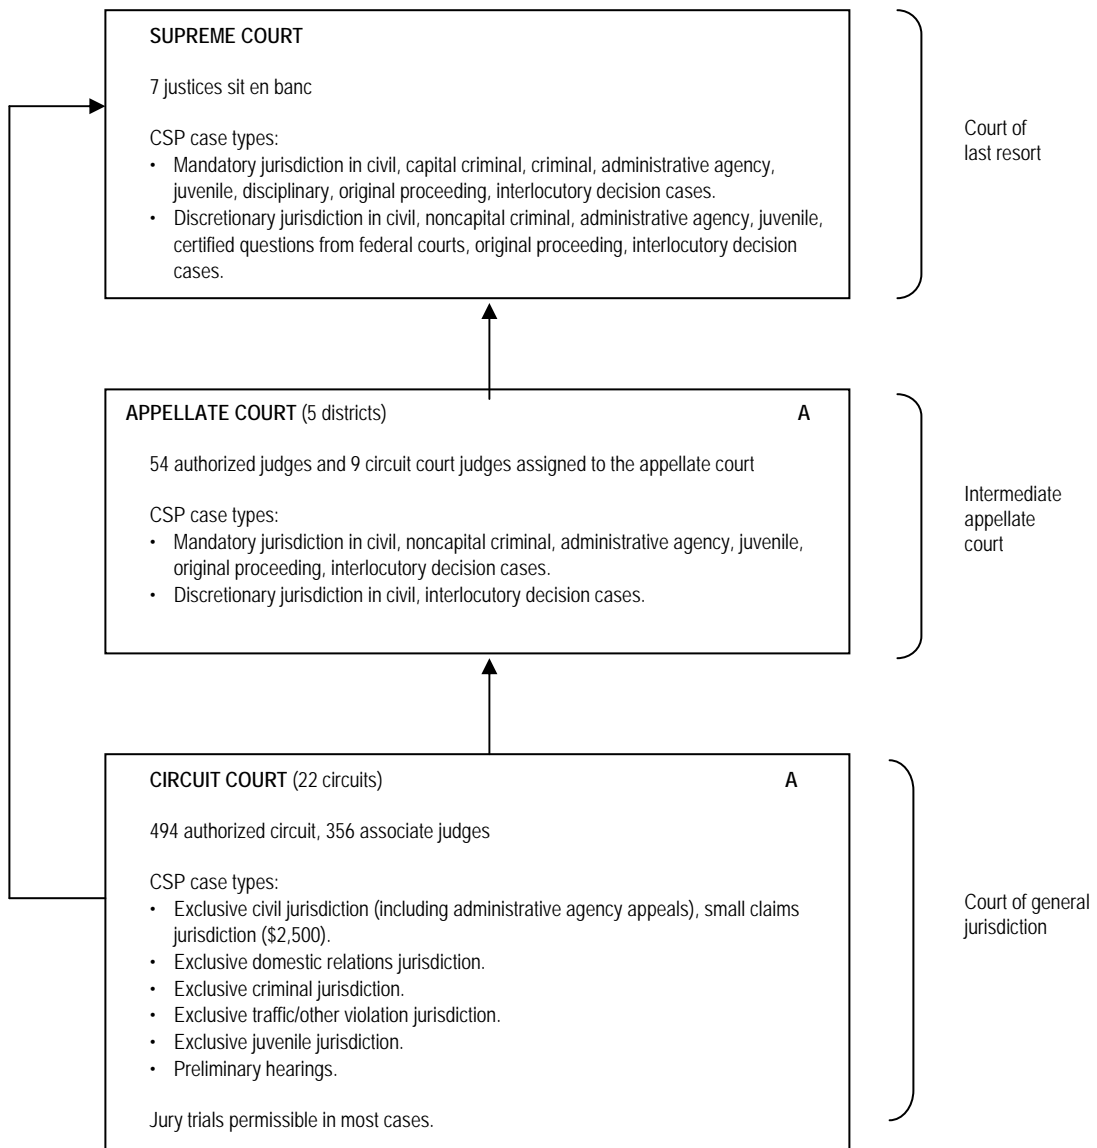 SUPREME COURT
7 justices sit en banc
CSP case types:
• Mandatory jurisdiction in civil, capital criminal, criminal, administrative agency,
juvenile, disciplinary, original proceeding, interlocutory decision cases.
• Discretionary jurisdiction in civil, noncapital criminal, administrative agency, juvenile,
certified questions from federal courts, original proceeding, interlocutory decision
cases.
Court of
last resort
APPELLATE COURT (5 districts) A
54 authorized judges and 9 circuit court judges assigned to the appellate court
CSP case types:
• Mandatory jurisdiction in civil, noncapital criminal, administrative agency, juvenile,
original proceeding, interlocutory decision cases.
• Discretionary jurisdiction in civil, interlocutory decision cases.
Intermediate
appellate
court
CIRCUIT COURT (22 circuits) A
494 authorized circuit, 356 associate judges
CSP case types:
• Exclusive civil jurisdiction (including administrative agency appeals), small claims
jurisdiction ($2,500).
• Exclusive domestic relations jurisdiction.
• Exclusive criminal jurisdiction.
• Exclusive traffic/other violation jurisdiction.
• Exclusive juvenile jurisdiction.
• Preliminary hearings.
Jury trials permissible in most cases.
Court of general
jurisdiction